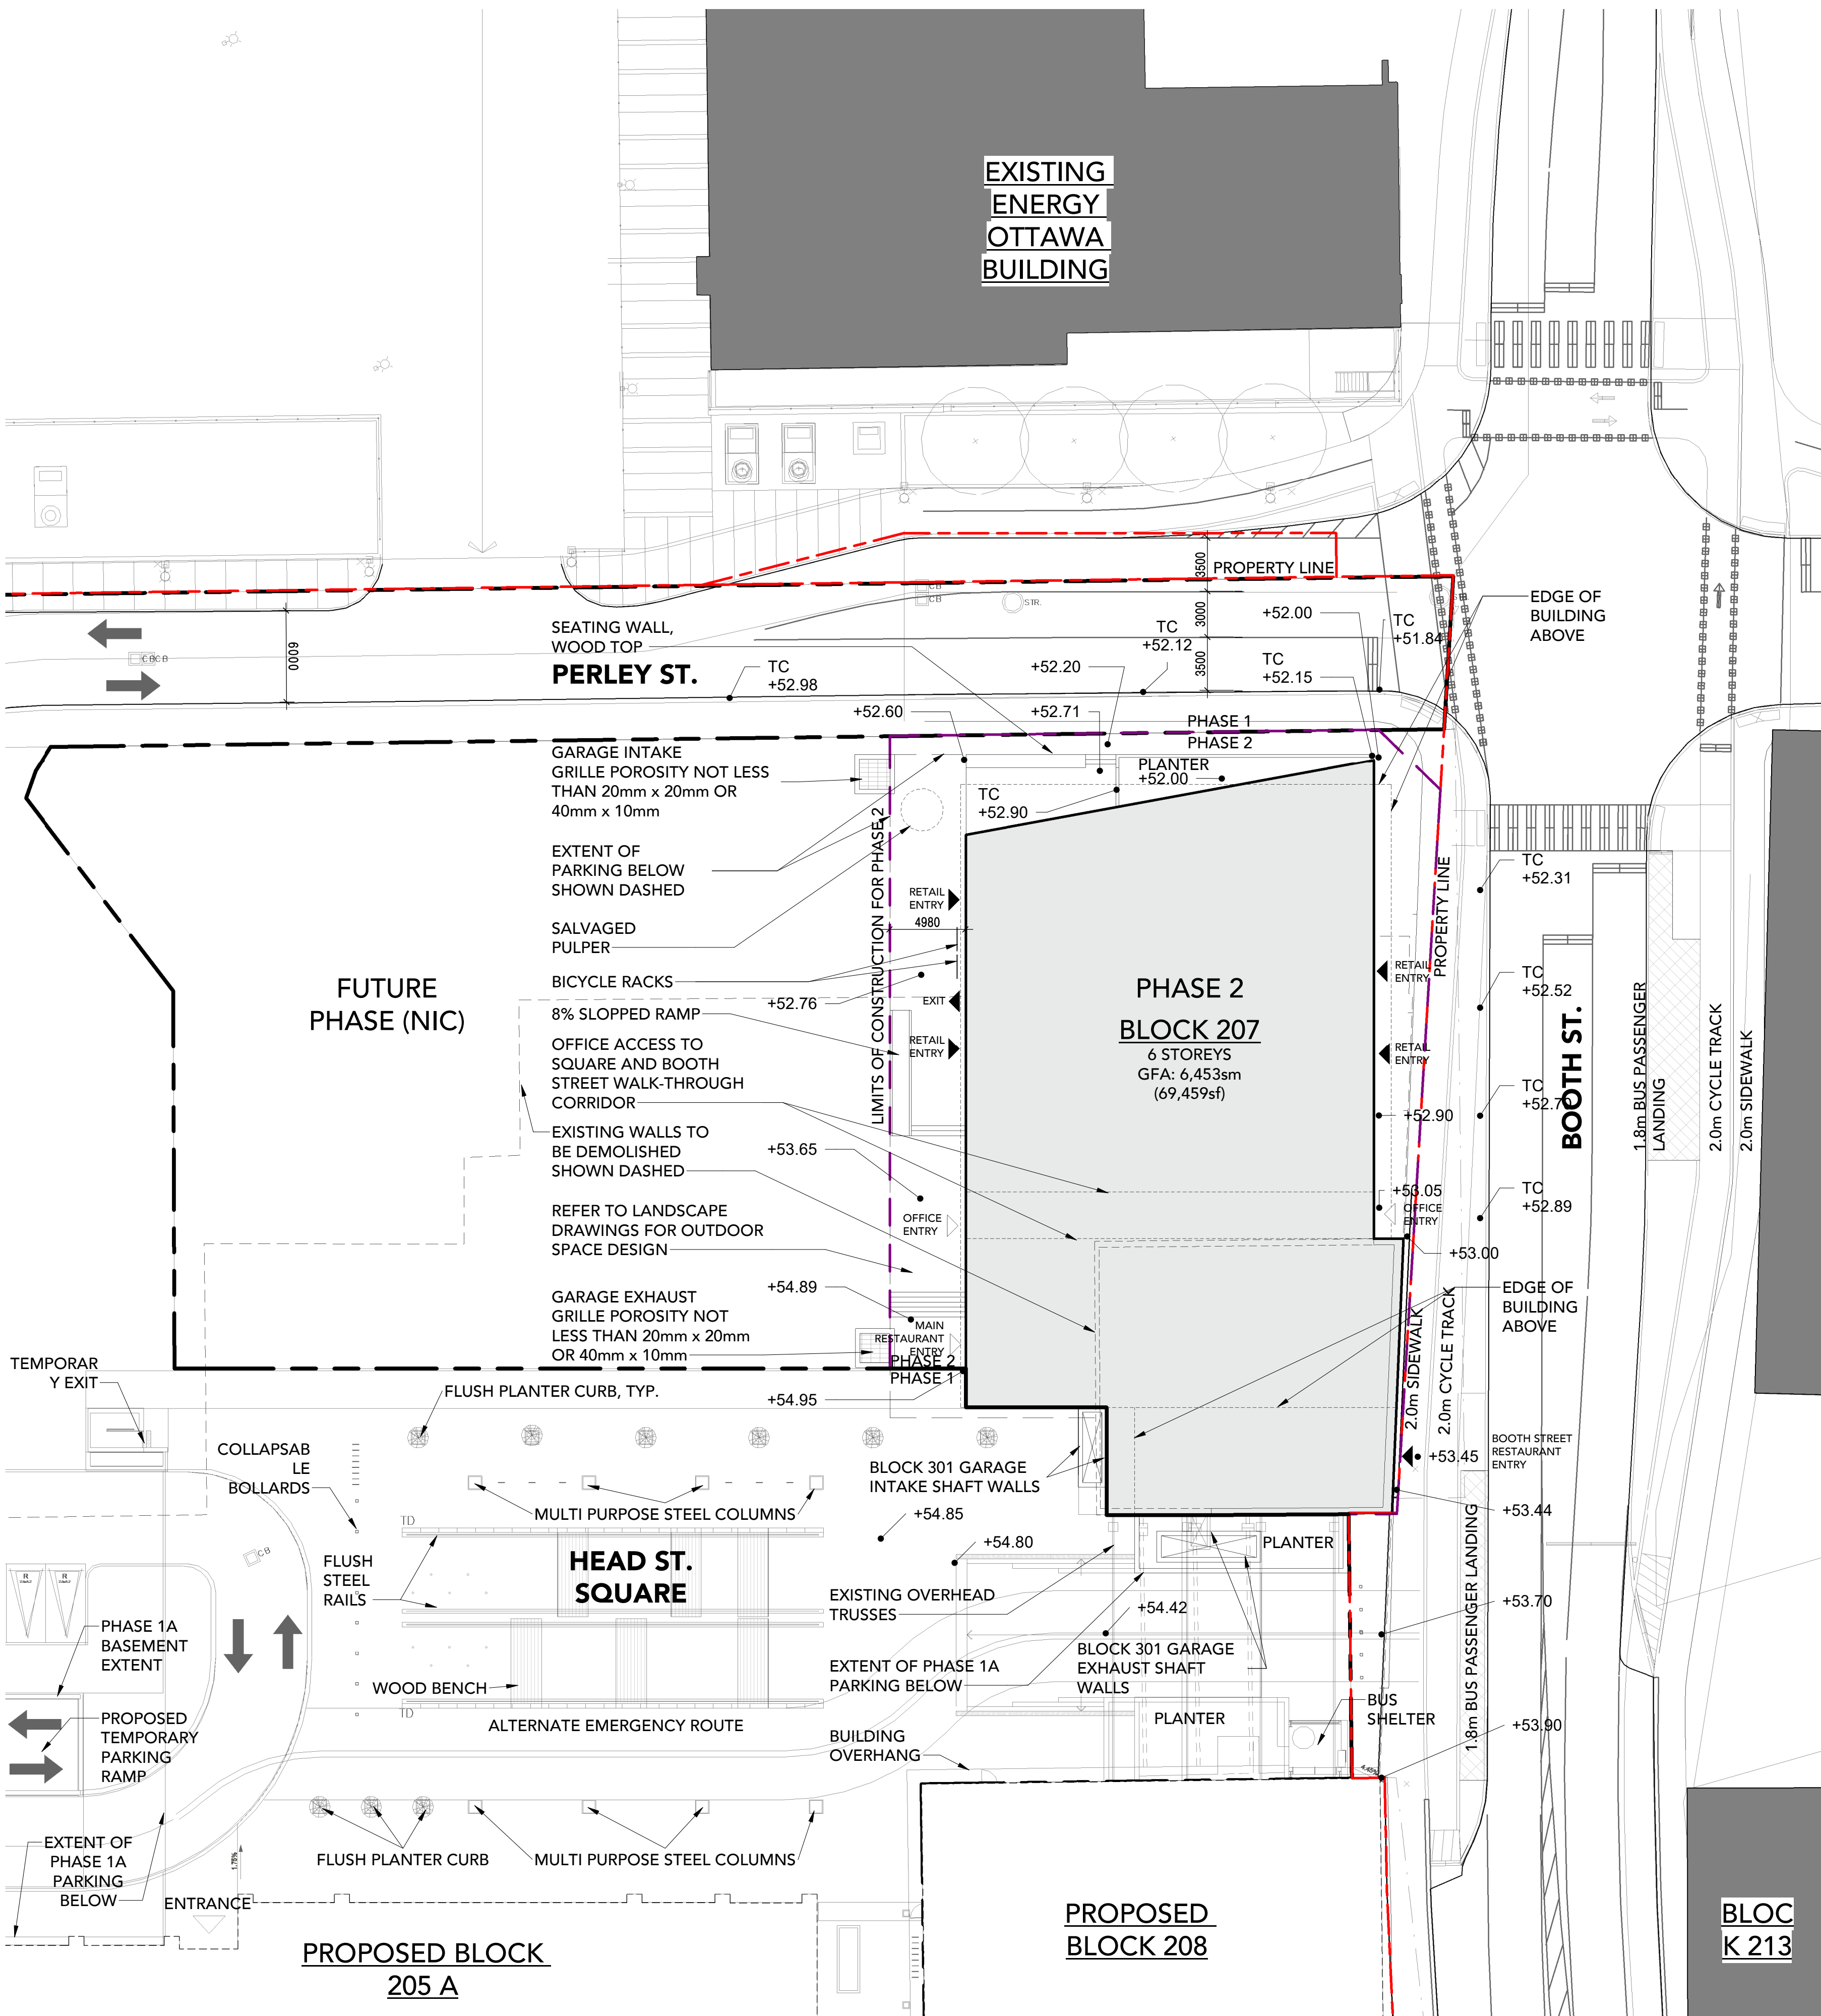 EXISTING
ENERGY
OTTAWA
BUILDING
3500
PROPERTY LINE
CB
CB
STR.
3000
+52.00
EDGE OF
BUILDING
ABOVE
SEATING WALL,
WOOD TOP
TC
+52.12
TC
+51.84
6000
CBCB
PERLEY ST.
TC
+52.98
+52.20
3500
TC
+52.15
+52.60
+52.71
PHASE 1
PHASE 2
GARAGE INTAKE
GRILLE POROSITY NOT LESS
THAN 20mm x 20mm OR
40mm x 10mm
PLANTER
+52.00
TC
+52.90
EXTENT OF
PARKING BELOW
SHOWN DASHED
LIMITS OF CONSTRUCTION FOR PHASE 2
PROPERTY LINE
TC
+52.31
RETAIL
ENTRY
4980
SALVAGED
PULPER
BICYCLE RACKS
FUTURE
PHASE (NIC)
+52.76
EXIT
8% SLOPPED RAMP
RETAIL
ENTRY
PHASE 2
BLOCK 207
6 STOREYS
GFA: 6,453sm
(69,459sf)
RETAIL
ENTRY
RETAIL
ENTRY
TC
+52.52
BOOTH ST.
1.8m BUS PASSENGER
LANDING
2.0m CYCLE TRACK
2.0m SIDEWALK
OFFICE ACCESS TO
SQUARE AND BOOTH
STREET WALK-THROUGH
CORRIDOR
TC
+52.90
EXISTING WALLS TO
BE DEMOLISHED
SHOWN DASHED
+53.65
+53.05
OFFICE
ENTRY
TC
+52.89
REFER TO LANDSCAPE
DRAWINGS FOR OUTDOOR
SPACE DESIGN
OFFICE
ENTRY
+53.00
+54.89
GARAGE EXHAUST
GRILLE POROSITY NOT
LESS THAN 20mm x 20mm
OR 40mm x 10mm
MAIN
RESTAURANT
ENTRY
PHASE 2
PHASE 1
EDGE OF
BUILDING
ABOVE
2.0m SIDEWALK
2.0m CYCLE TRACK
TEMPORAR
Y EXIT
FLUSH PLANTER CURB, TYP.
+54.95
COLLAPSAB
LE
BOLLARDS
BLOCK 301 GARAGE
INTAKE SHAFT WALLS
+53.45
BOOTH STREET
RESTAURANT
ENTRY
MULTI PURPOSE STEEL COLUMNS
TD
+54.85
+53.44
CB
FLUSH
STEEL
RAILS
HEAD ST.
SQUARE
+54.80
PLANTER
1.8m BUS PASSENGER LANDING
R
R
EXISTING OVERHEAD
TRUSSES
+54.42
+53.70
PHASE 1A
BASEMENT
EXTENT
BLOCK 301 GARAGE
EXHAUST SHAFT
WALLS
EXTENT OF PHASE 1A
PARKING BELOW
WOOD BENCH
TD
PROPOSED
TEMPORARY
PARKING
RAMP
ALTERNATE EMERGENCY ROUTE
PLANTER
BUS
SHELTER
BUILDING
OVERHANG
+53.90
EXTENT OF
PHASE 1A
PARKING
BELOW
1.76%
FLUSH PLANTER CURB
MULTI PURPOSE STEEL COLUMNS
ENTRANCE
PROPOSED BLOCK
205 A
PROPOSED
BLOCK 208
BLOC
K 213